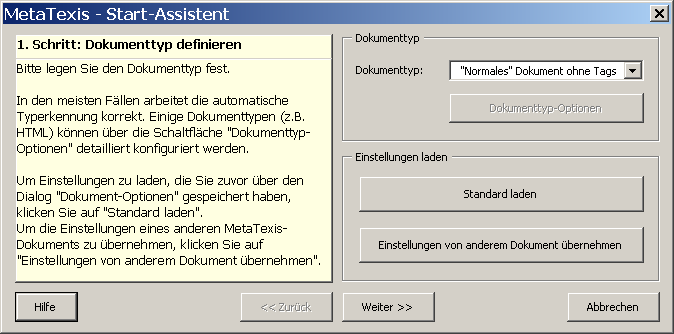 MetaTexis - Start-Assistent
1. Schritt: Dokumenttyp definieren
Bitte legen Sie den Dokumenttyp fest.
In den meisten Fällen arbeitet die automatische
Typerkennung korrekt. Einige Dokumenttypen (z.B.
HTML) können über die Schaltfläche "Dokumenttyp-
Optionen" detailliert konfiguriert werden.
Um Einstellungen zu laden, die Sie zuvor über den
Dialog "Dokument-Optionen" gespeichert haben,
klicken Sie auf "Standard laden".
Um die Einstellungen eines anderen MetaTexis-
Dokuments zu übernehmen, klicken Sie auf
"Einstellungen von anderem Dokument übernehmen".
Dokumenttyp
Dokumenttyp: "Normales" Dokument ohne Tags
Dokumenttyp-Optionen
Einstellungen laden
Standard laden
Einstellungen von anderem Dokument übernehmen
Hilfe << Zurück Weiter >> Abbrechen